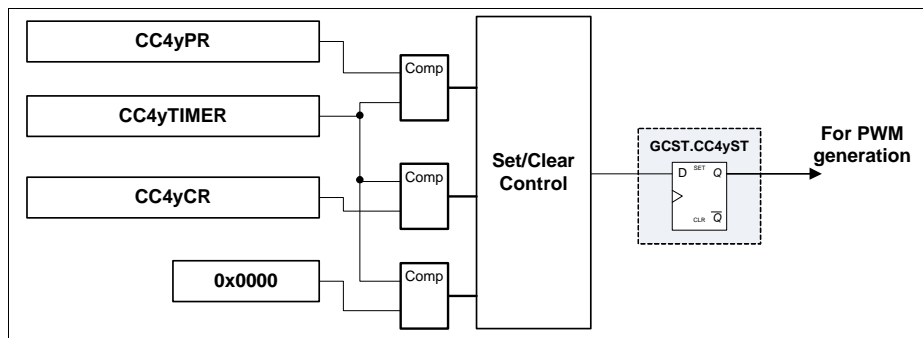 CC4yPR
Comp
CC4yTIMER
Comp
CC4yCR
0x0000
Comp
Set/Clear
Control
GCST.CC4yST
D SET Q
CLR Q
For PWM
generation